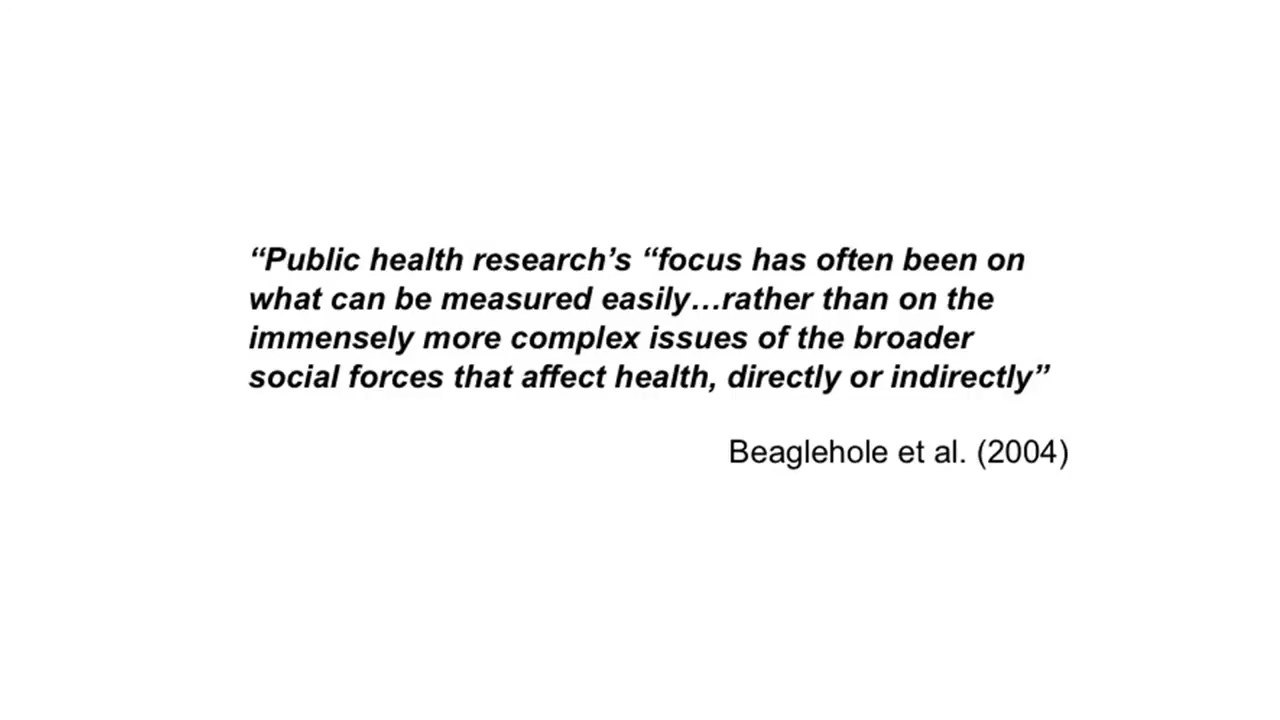 “Public health research’s “focus has often been on
what can be measured easily…rather than on the
immensely more complex issues of the broader
social forces that affect health, directly or indirectly”
Beaglehole et al. (2004)